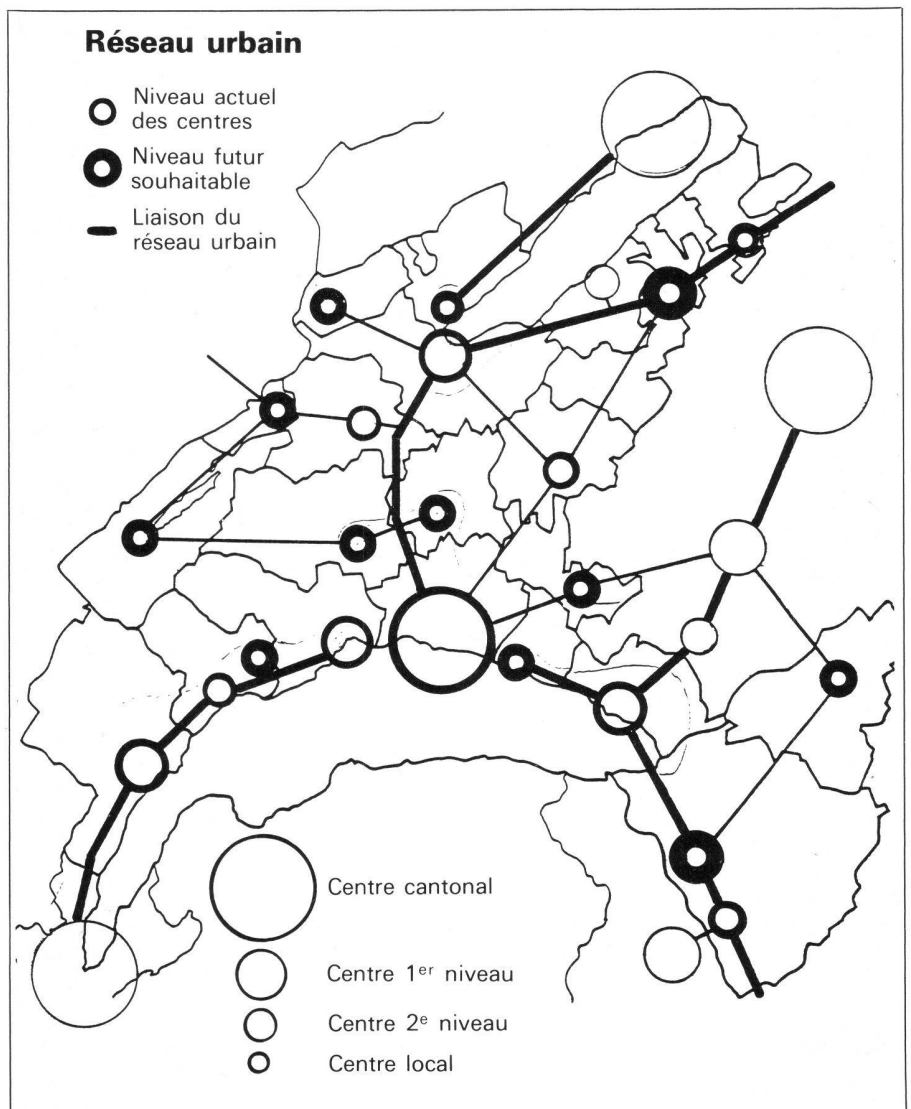 Réseau urbain
Niveau actuel
des centres
Niveau futur
souhaitable
Liaison du
réseau urbain
Centre cantonal
Centre 1er niveau
Centre 2e niveau
Centre local